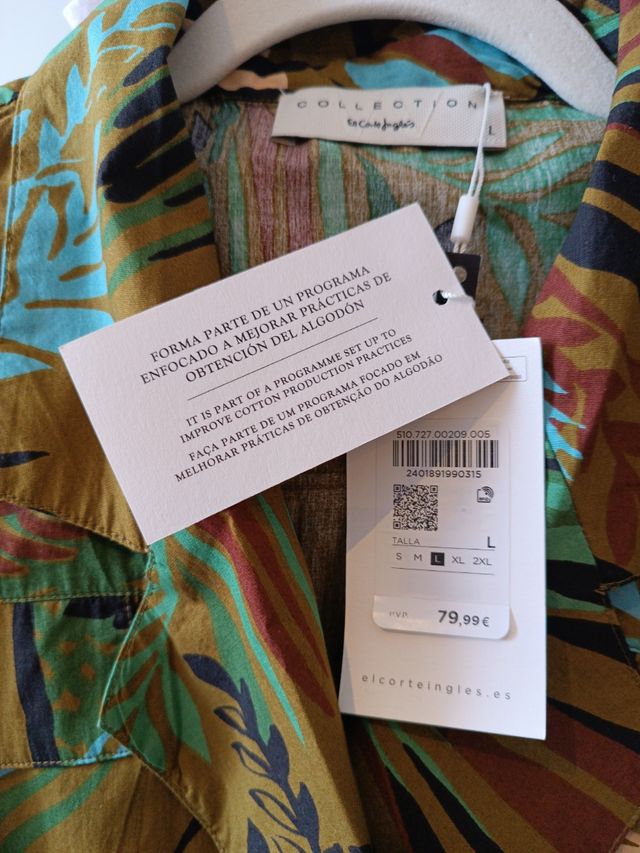 COLLECTION
El Corte Inglés
L
FORMA PARTE DE UN PROGRAMA
ENFOCADO A MEJORAR PRÁCTICAS DE
OBTENCIÓN DEL ALGODÓN
IT IS PART OF A PROGRAMME SET UP TO
IMPROVE COTTON PRODUCTION PRACTICES
FAÇA PARTE DE UM PROGRAMA FOCADO EM
MELHORAR PRÁTICAS DE OBTENÇÃO DO ALGODÃO
510.727.00209.005
2401891990315
TALLA L
S M L XL 2XL
P.V.P. 79,99€
elcorteingles.es